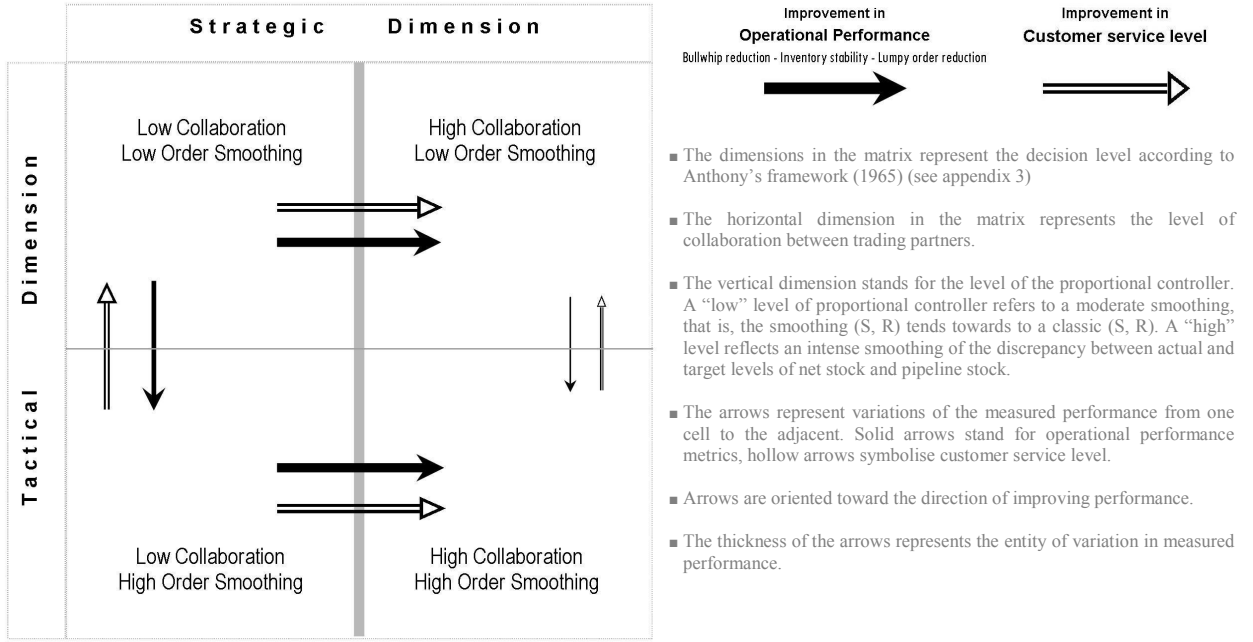 Strategic Dimension
Tactical Dimension
Low Collaboration
Low Order Smoothing
High Collaboration
Low Order Smoothing
Low Collaboration
High Order Smoothing
High Collaboration
High Order Smoothing
Improvement in
Operational Performance
Bullwhip reduction - Inventory stability - Lumpy order reduction
Improvement in
Customer service level
■ The dimensions in the matrix represent the decision level according to
Anthony's framework (1965) (see appendix 3)
■ The horizontal dimension in the matrix represents the level of
collaboration between trading partners.
■ The vertical dimension stands for the level of the proportional controller.
A “low” level of proportional controller refers to a moderate smoothing,
that is, the smoothing (S, R) tends towards to a classic (S, R). A “high”
level reflects an intense smoothing of the discrepancy between actual and
target levels of net stock and pipeline stock.
■ The arrows represent variations of the measured performance from one
cell to the adjacent. Solid arrows stand for operational performance
metrics, hollow arrows symbolise customer service level.
■ Arrows are oriented toward the direction of improving performance.
■ The thickness of the arrows represents the entity of variation in measured
performance.